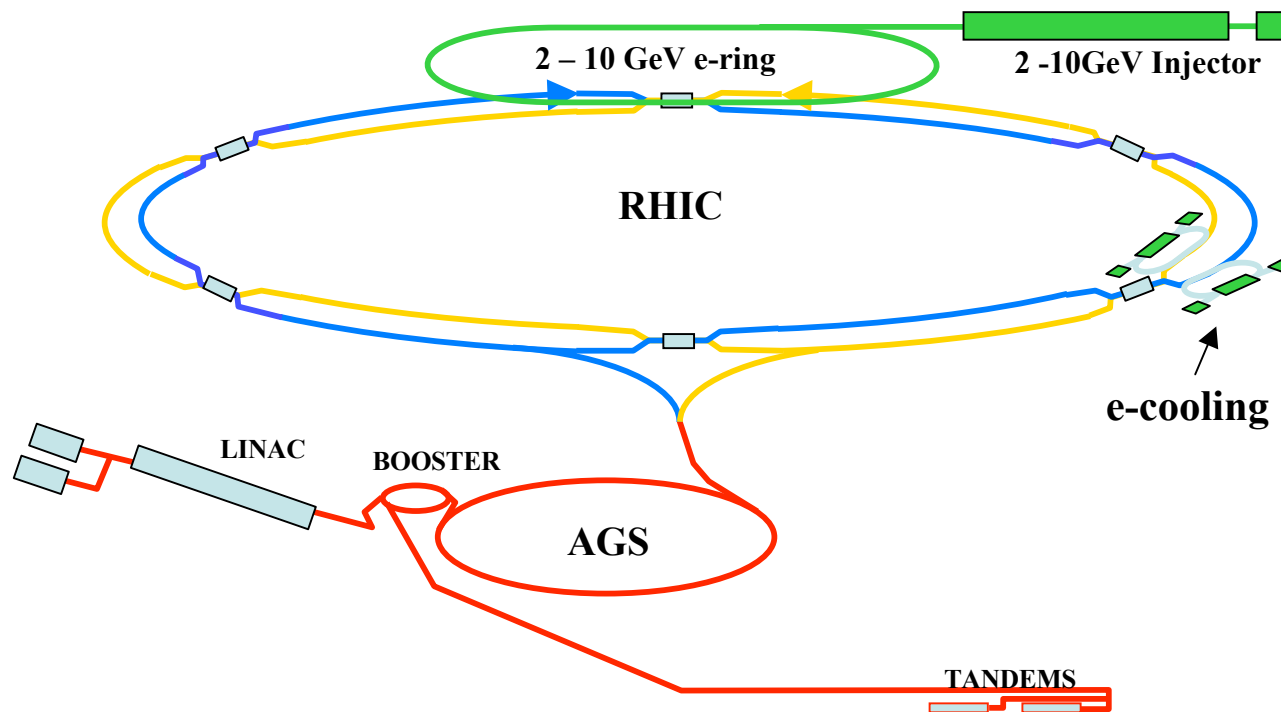 2 – 10 GeV e-ring
2 -10GeV Injector
RHIC
e-cooling
LINAC
BOOSTER
AGS
TANDEMS